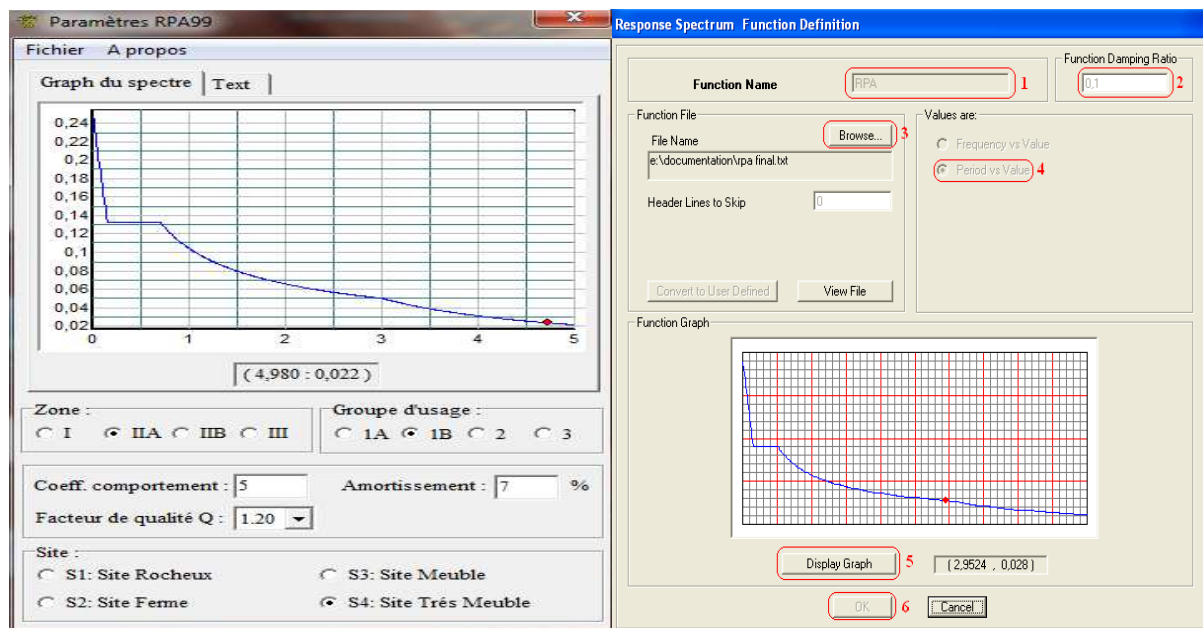 Paramètres RPA99
Fichier A propos
Graph du spectre Text
0,24
0,22
0,2
0,18
0,16
0,14
0,12
0,1
0,08
0,06
0,04
0,02
0 1 2 3 4 5
( 4,980 : 0,022 )
Zone : Groupe d'usage :
I IIA IIB III 1A 1B 2 3
Coeff. comportement : 5 Amortissement : 7 %
Facteur de qualité Q : 1.20
Site :
S1: Site Rocheux S3: Site Meuble
S2: Site Ferme S4: Site Trés Meuble
Response Spectrum Function Definition
Function Damping Ratio
Function Name RPA 1 0,1 2
Function File Values are:
File Name Browse... 3 Frequency vs Value
e:\documentation\rpa final.txt Period vs Value 4
Header Lines to Skip 0
Convert to User Defined View File
Function Graph
Display Graph 5 ( 2,9524 , 0,028 )
OK 6 Cancel